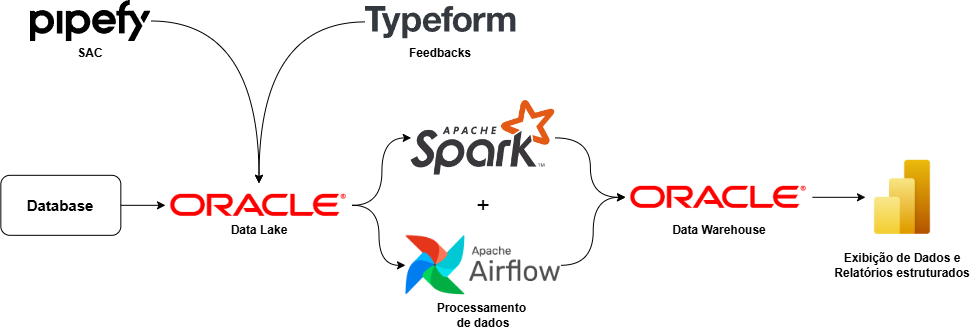 pipefy
SAC
Typeform
Feedbacks
Database
ORACLE®
Data Lake
APACHE
Spark™
+
Apache
Airflow
Processamento
de dados
ORACLE®
Data Warehouse
Exibição de Dados e
Relatórios estruturados